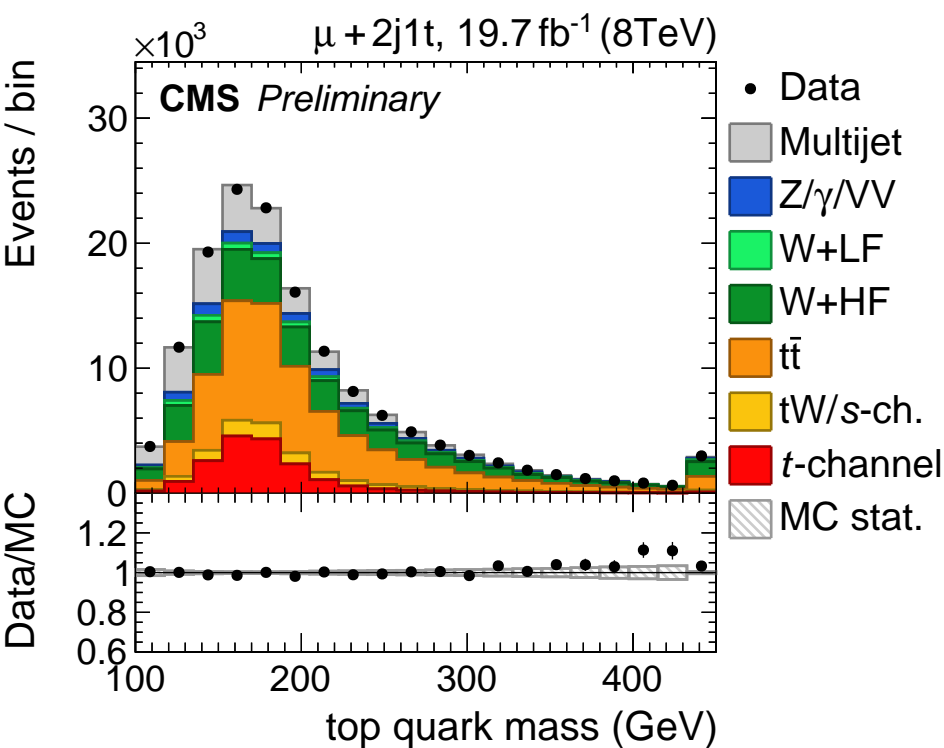 ×10³ μ + 2j1t, 19.7 fb⁻¹ (8TeV)
CMS Preliminary
Events / bin
30
20
10
0
Data
Multijet
Z/γ/VV
W+LF
W+HF
tt̄
tW/s-ch.
t-channel
MC stat.
Data/MC
1.2
1
0.8
0.6
100 200 300 400
top quark mass (GeV)